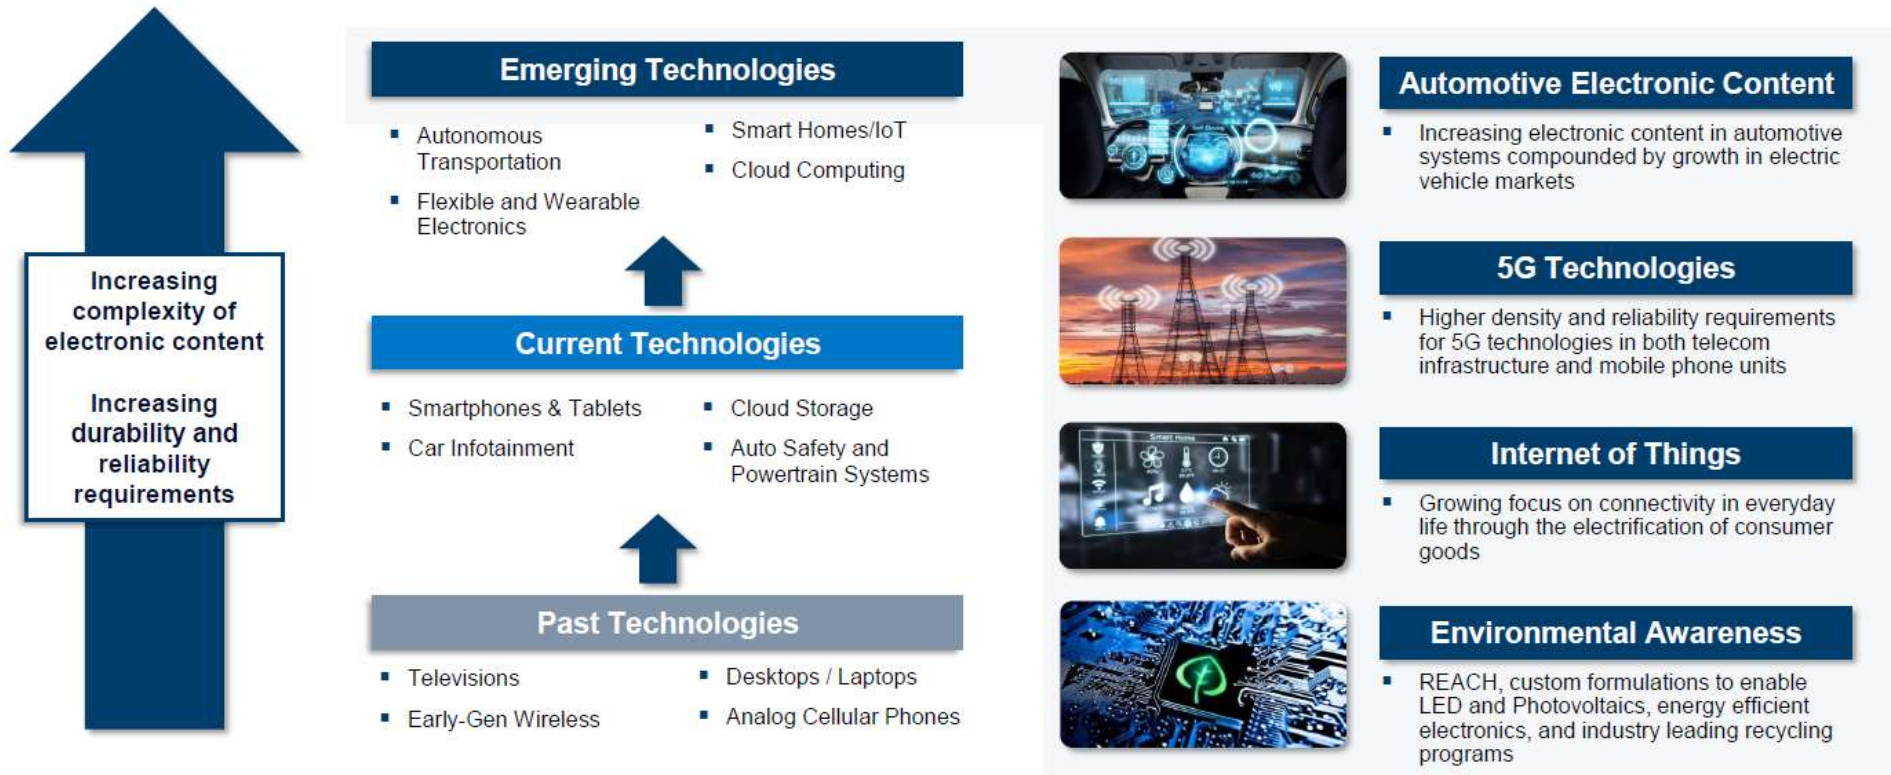 Increasing
complexity of
electronic content
Increasing
durability and
reliability
requirements
Emerging Technologies
▪ Autonomous
Transportation
▪ Flexible and Wearable
Electronics
▪ Smart Homes/IoT
▪ Cloud Computing
Current Technologies
▪ Smartphones & Tablets
▪ Car Infotainment
▪ Cloud Storage
▪ Auto Safety and
Powertrain Systems
Past Technologies
▪ Televisions
▪ Early-Gen Wireless
▪ Desktops / Laptops
▪ Analog Cellular Phones
Automotive Electronic Content
▪ Increasing electronic content in automotive
systems compounded by growth in electric
vehicle markets
5G Technologies
▪ Higher density and reliability requirements
for 5G technologies in both telecom
infrastructure and mobile phone units
Smart Home
Internet of Things
▪ Growing focus on connectivity in everyday
life through the electrification of consumer
goods
Environmental Awareness
▪ REACH, custom formulations to enable
LED and Photovoltaics, energy efficient
electronics, and industry leading recycling
programs